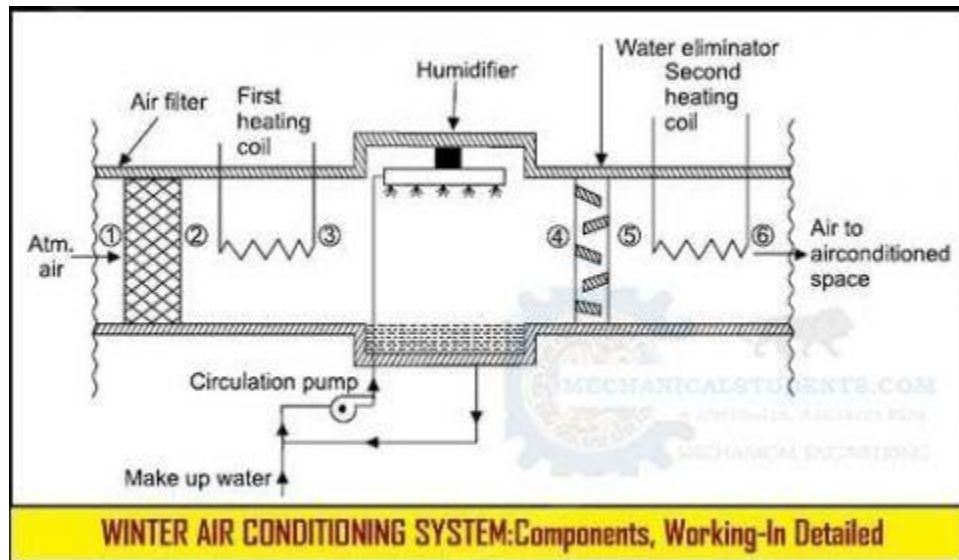 Water eliminator
Second
heating
coil
Humidifier
First
heating
coil
Air filter
① ② ③ ④ ⑤ ⑥
Atm.
air
Air to
airconditioned
space
Circulation pump
Make up water
MECHANICALSTUDENTS.COM
WINTER AIR CONDITIONING SYSTEM:Components, Working-In Detailed